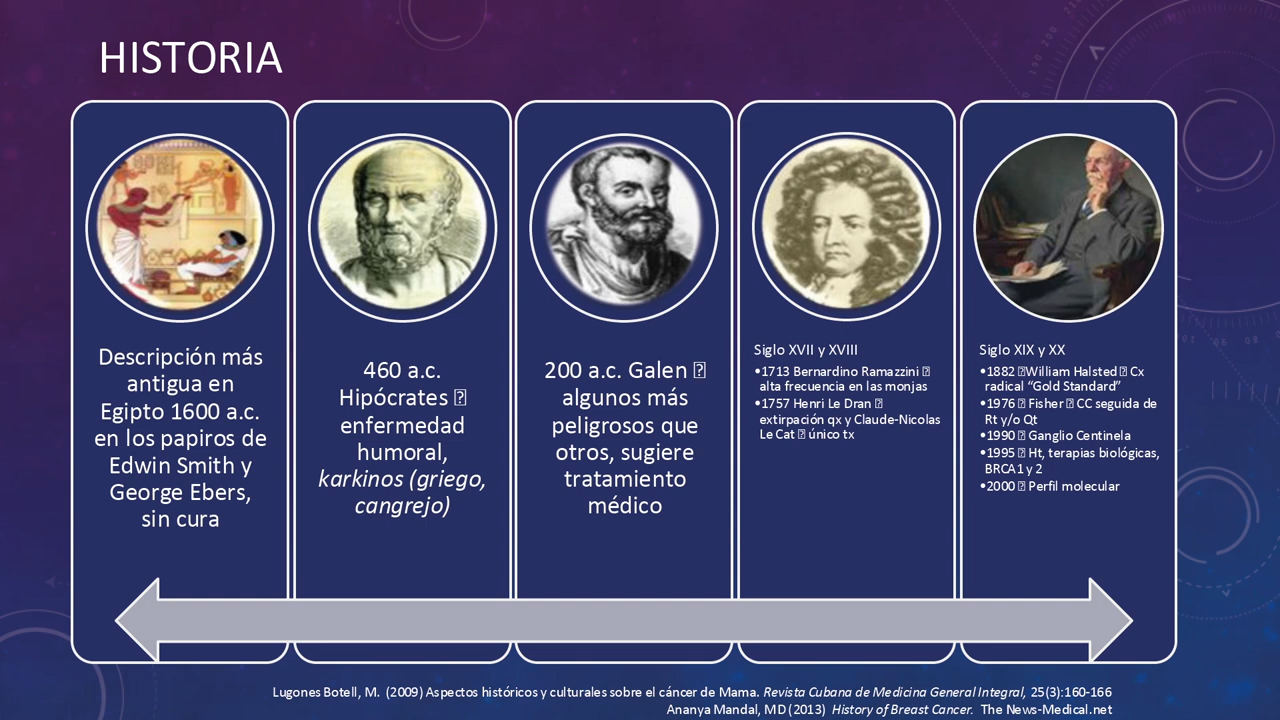 HISTORIA
Descripción más
antigua en
Egipto 1600 a.c.
en los papiros de
Edwin Smith y
George Ebers,
sin cura
460 a.c.
Hipócrates 
enfermedad
humoral,
karkinos (griego,
cangrejo)
200 a.c. Galen 
algunos más
peligrosos que
otros, sugiere
tratamiento
médico
Siglo XVII y XVIII
•1713 Bernardino Ramazzini 
alta frecuencia en las monjas
•1757 Henri Le Dran 
extirpación qx y Claude-Nicolas
Le Cat  único tx
Siglo XIX y XX
•1882 William Halsted  Cx
radical “Gold Standard”
•1976  Fisher  CC seguida de
Rt y/o Qt
•1990  Ganglio Centinela
•1995  Ht, terapias biológicas,
BRCA1 y 2
•2000  Perfil molecular
Lugones Botell, M. (2009) Aspectos históricos y culturales sobre el cáncer de Mama. Revista Cubana de Medicina General Integral, 25(3):160-166
Ananya Mandal, MD (2013) History of Breast Cancer. The News-Medical.net